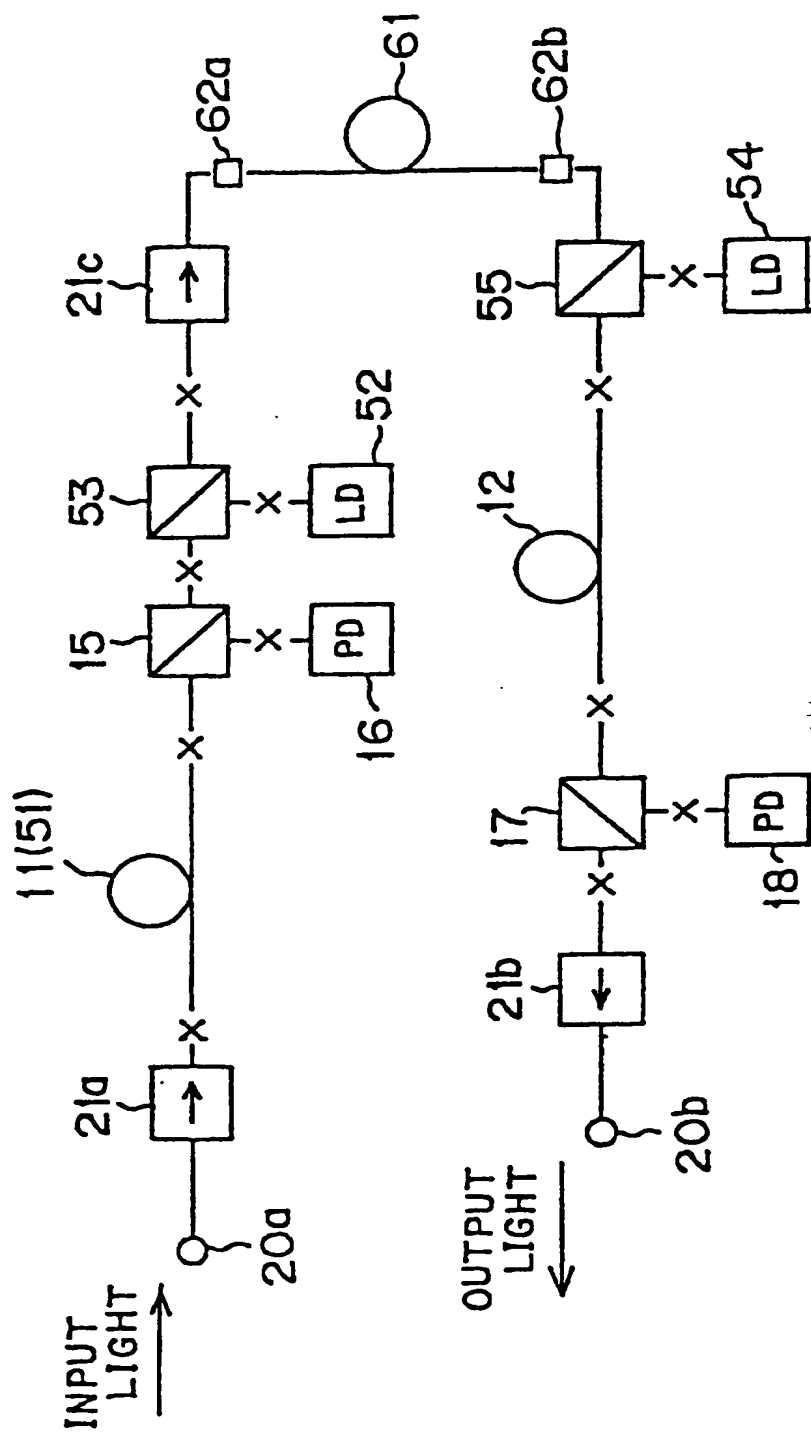 INPUT
LIGHT
20a
21a
11(51)
15
PD
16
53
LD
52
21c
62a
61
62b
55
LD
54
12
17
PD
18
21b
20b
OUTPUT
LIGHT